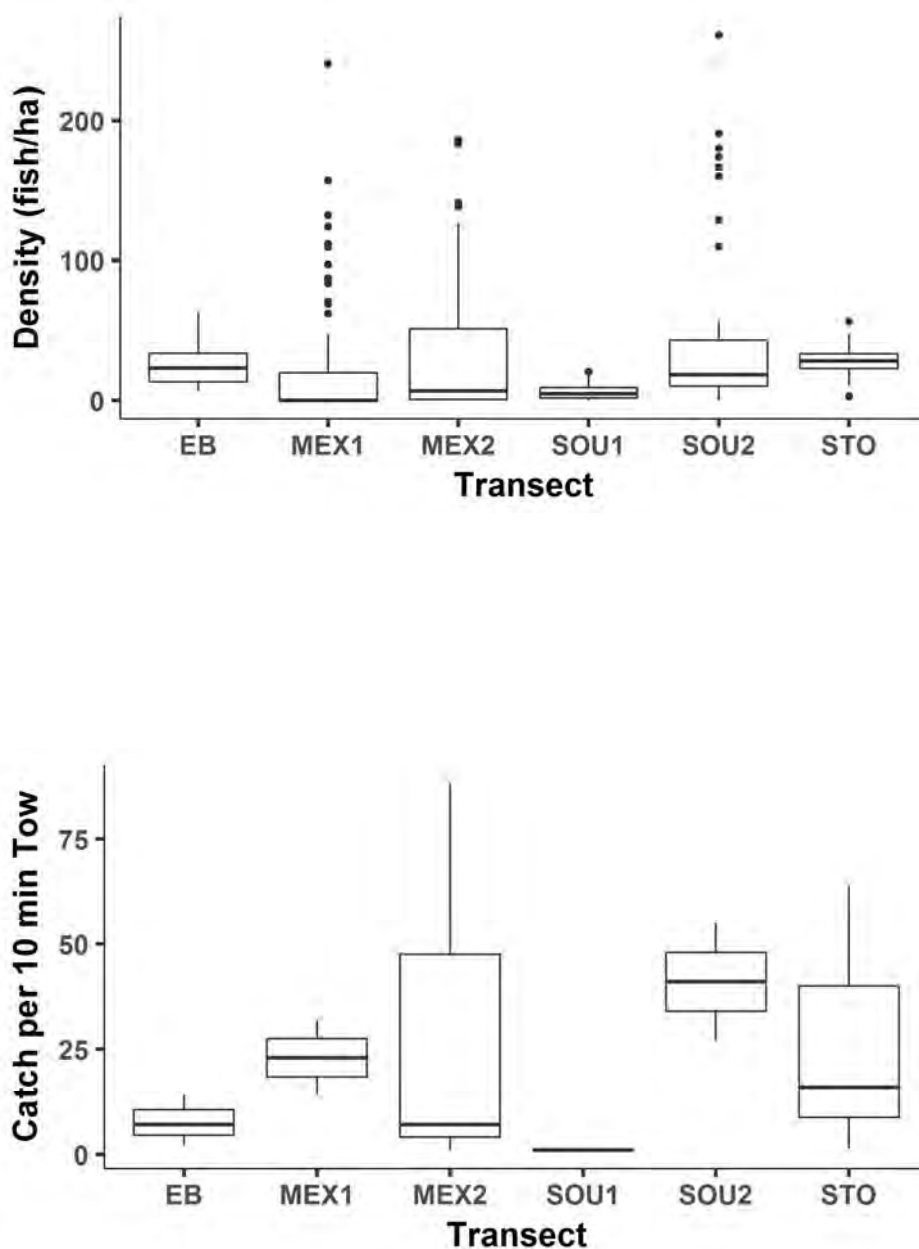 Density (fish/ha)
200
100
0
EB MEX1 MEX2 SOU1 SOU2 STO
Transect
Catch per 10 min Tow
75
50
25
0
EB MEX1 MEX2 SOU1 SOU2 STO
Transect